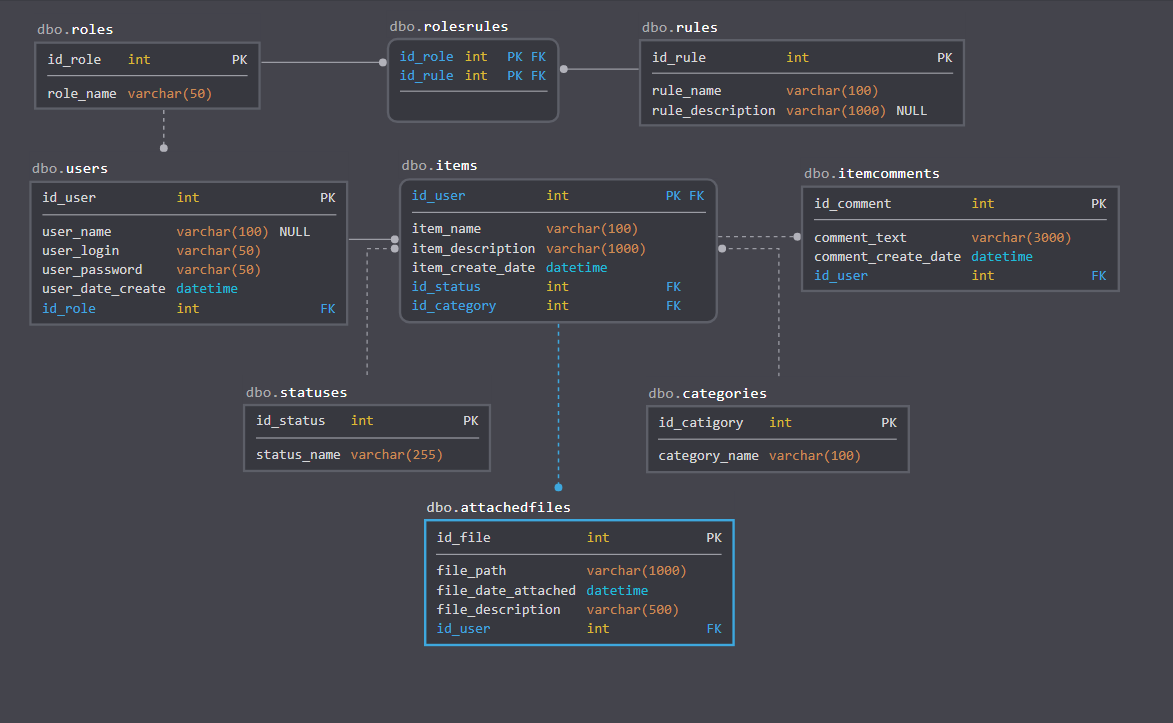 dbo.roles
id_role int PK
role_name varchar(50)
dbo.rolesrules
id_role int PK FK
id_rule int PK FK
dbo.rules
id_rule int PK
rule_name varchar(100)
rule_description varchar(1000) NULL
dbo.users
id_user int PK
user_name varchar(100) NULL
user_login varchar(50)
user_password varchar(50)
user_date_create datetime
id_role int FK
dbo.items
id_user int PK FK
item_name varchar(100)
item_description varchar(1000)
item_create_date datetime
id_status int FK
id_category int FK
dbo.itemcomments
id_comment int PK
comment_text varchar(3000)
comment_create_date datetime
id_user int FK
dbo.statuses
id_status int PK
status_name varchar(255)
dbo.categories
id_catigory int PK
category_name varchar(100)
dbo.attachedfiles
id_file int PK
file_path varchar(1000)
file_date_attached datetime
file_description varchar(500)
id_user int FK